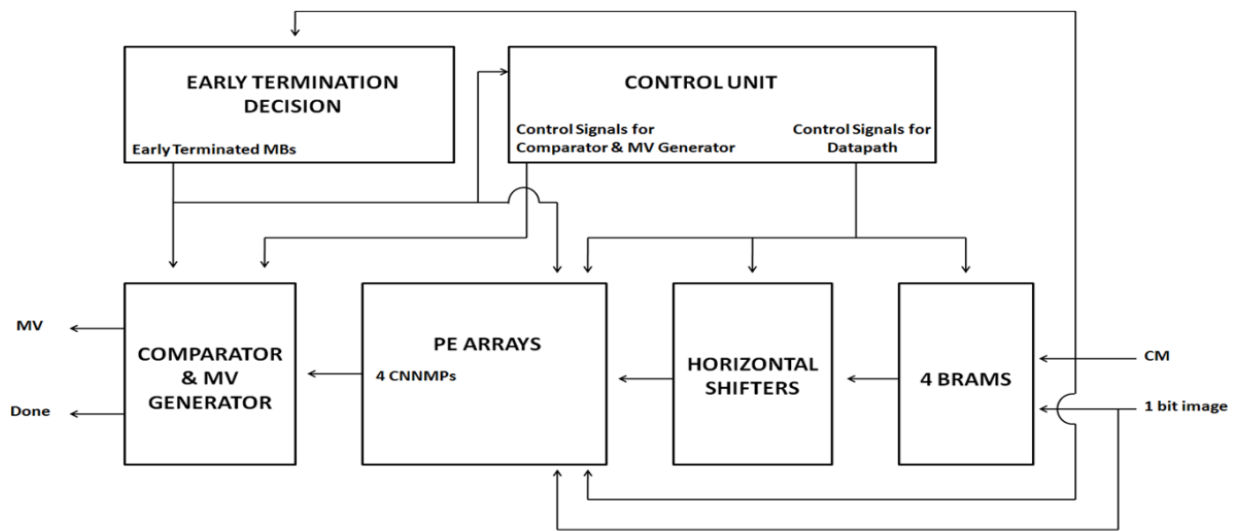 EARLY TERMINATION
DECISION
Early Terminated MBs
CONTROL UNIT
Control Signals for
Comparator & MV Generator
Control Signals for
Datapath
MV
Done
COMPARATOR
& MV
GENERATOR
PE ARRAYS
4 CNNMPs
HORIZONTAL
SHIFTERS
4 BRAMS
CM
1 bit image